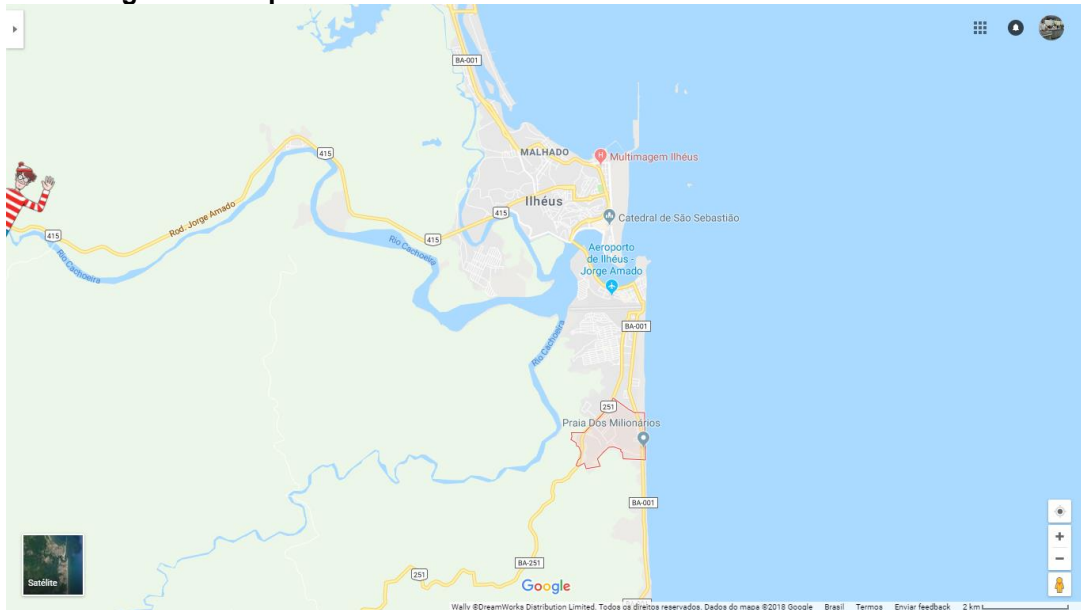 BA-001
415
MALHADO
Multimagem Ilhéus
Rod. Jorge Amado
Ilhéus
415
Catedral de São Sebastião
415
Rio Cachoeira
415
Rio Cachoeira
Aeroporto
de Ilhéus -
Jorge Amado
BA-001
Rio Cachoeira
251
Praia Dos Milionários
BA-001
BA-251
251
Satélite
Google
Wally ©DreamWorks Distribution Limited. Todos os direitos reservados. Dados do mapa ©2018 Google Brasil Termos Enviar feedback 2 km